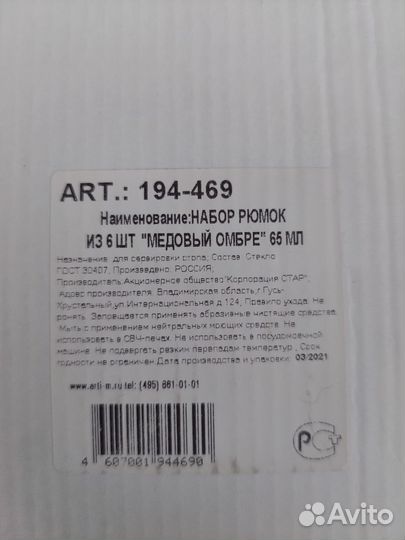 ART.: 194-469
Наименование:НАБОР РЮМОК
ИЗ 6 ШТ "МЕДОВЫЙ ОМБРЕ" 65 МЛ
Назначение: для сервировки стола; Состав: Стекло
ГОСТ 30407; Произведено: РОССИЯ;
Производитель:Акционерное общество"Корпорация СТАР";
Адрес производителя: Владимирская область,г.Гусь-
Хрустальный ул.Интернациональная д.124; Правило ухода. Не
ронять. Запрещается применять абразивные чистящие средства.
Мыть с применением нейтральных моющих средств. Не
использовать в СВЧ-печах. Не использовать в посудомоечной
машине. Не подвергать резким перепадам температур., Срок
годности не ограничен.Дата производства и упаковки: 03/2021
www.arti-m.ru tel: (495) 661-01-01
4 607001 944690
РСТ
Avito